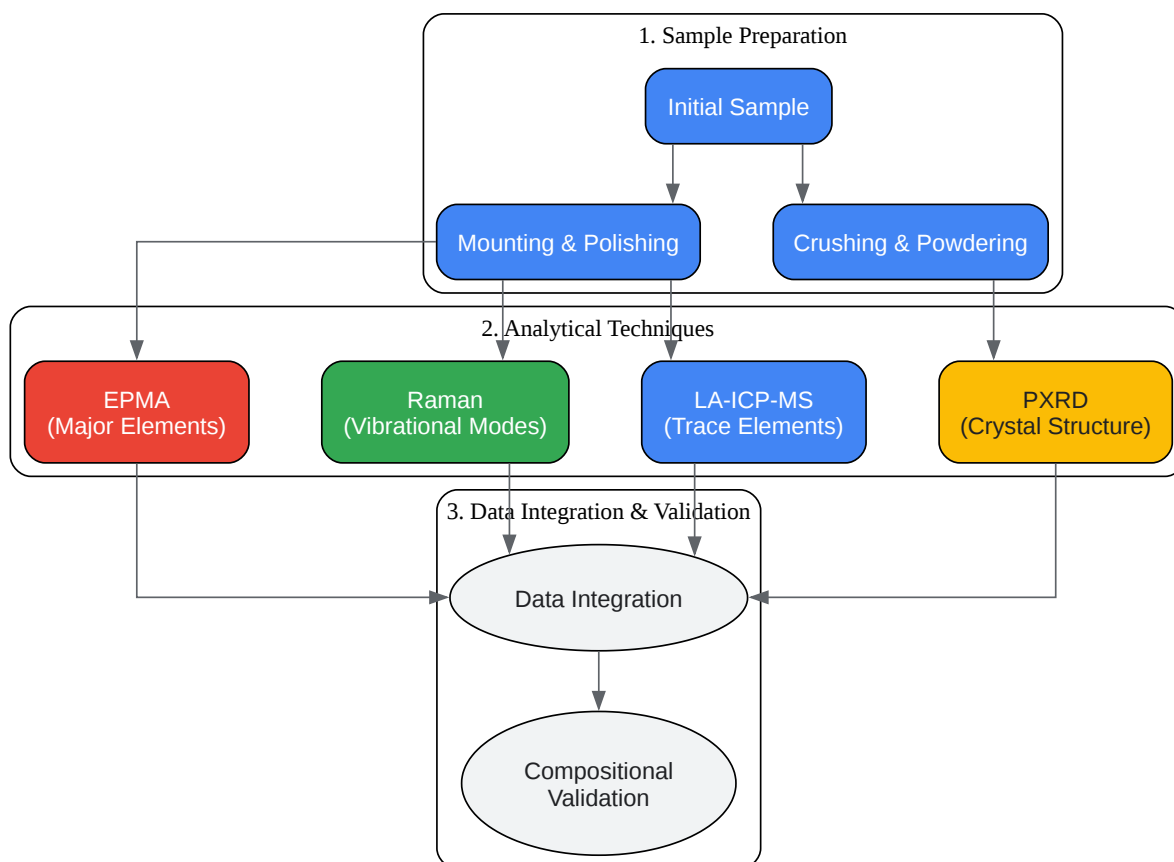 1. Sample Preparation
Initial Sample
Mounting & Polishing
Crushing & Powdering
2. Analytical Techniques
EPMA
(Major Elements)
Raman
(Vibrational Modes)
LA-ICP-MS
(Trace Elements)
PXRD
(Crystal Structure)
3. Data Integration & Validation
Data Integration
Compositional
Validation